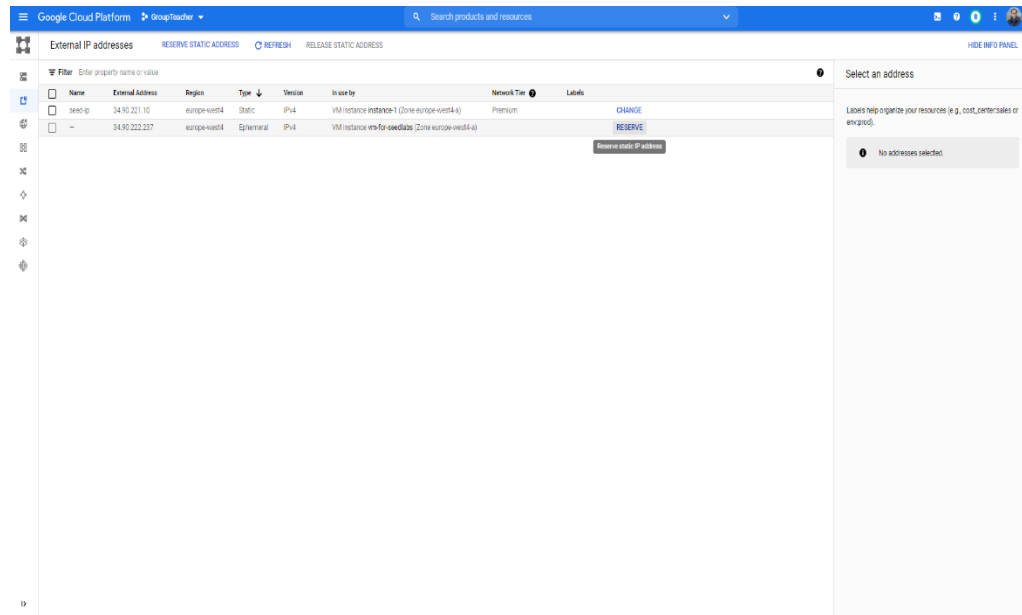 Google Cloud Platform GroupTeacher Search products and resources 0
External IP addresses RESERVE STATIC ADDRESS REFRESH RELEASE STATIC ADDRESS HIDE INFO PANEL
Filter Enter property name or value
Select an address
Name External Address Region Type Version In use by Network Tier Labels
seed-ip 34.90.221.10 europe-west4 Static IPv4 VM instance instance-1 (Zone europe-west4-a) Premium CHANGE
– 34.90.222.237 europe-west4 Ephemeral IPv4 VM instance vm-for-seedlabs (Zone europe-west4-a) RESERVE
Reserve static IP address
Labels help organize your resources (e.g., cost_center:sales or
env:prod).
No addresses selected.